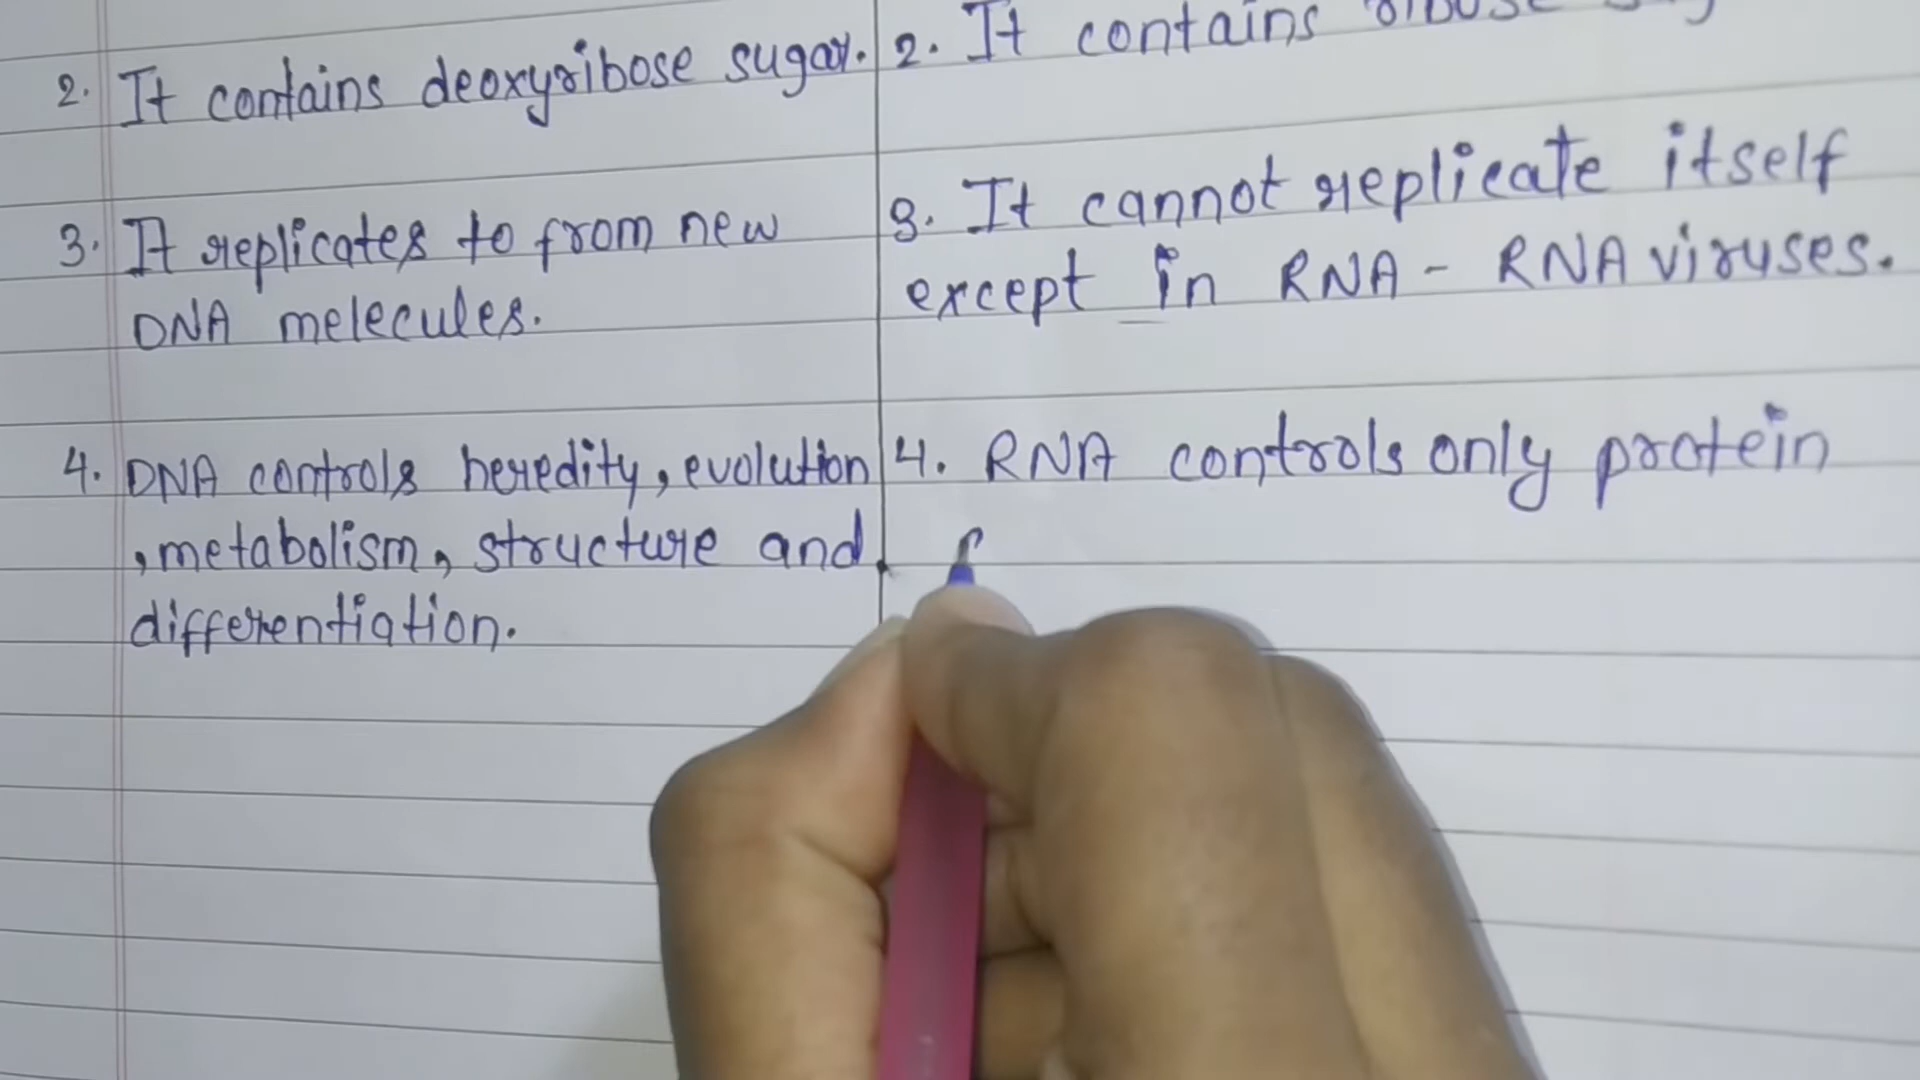 2. It contains deoxyribose sugar.
3. It replicates to from new
DNA melecules.
4. DNA controls heredity, evolution
, metabolism, structure and
differentiation.
2. It contains
3. It cannot replicate itself
except in RNA - RNA viruses.
4. RNA controls only protein